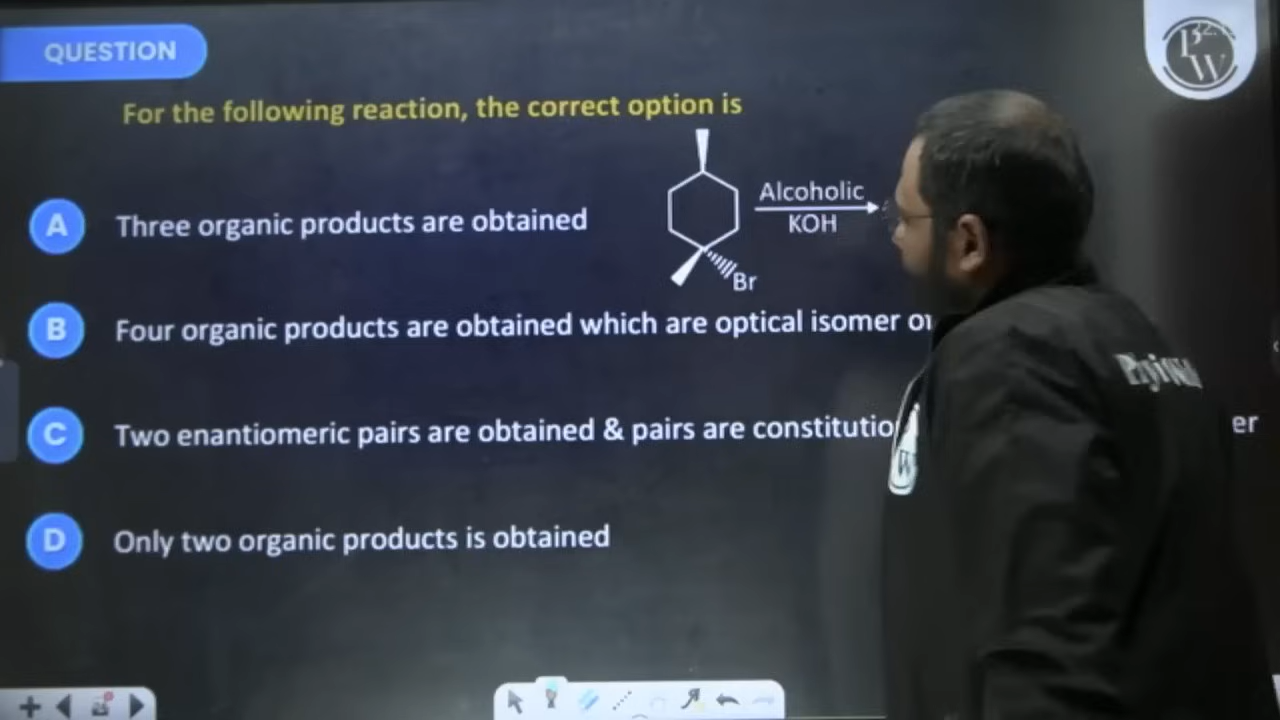 QUESTION
For the following reaction, the correct option is
Alcoholic
KOH
Br
A Three organic products are obtained
B Four organic products are obtained which are optical isomer
C Two enantiomeric pairs are obtained & pairs are
er
D Only two organic products is obtained
PW
W